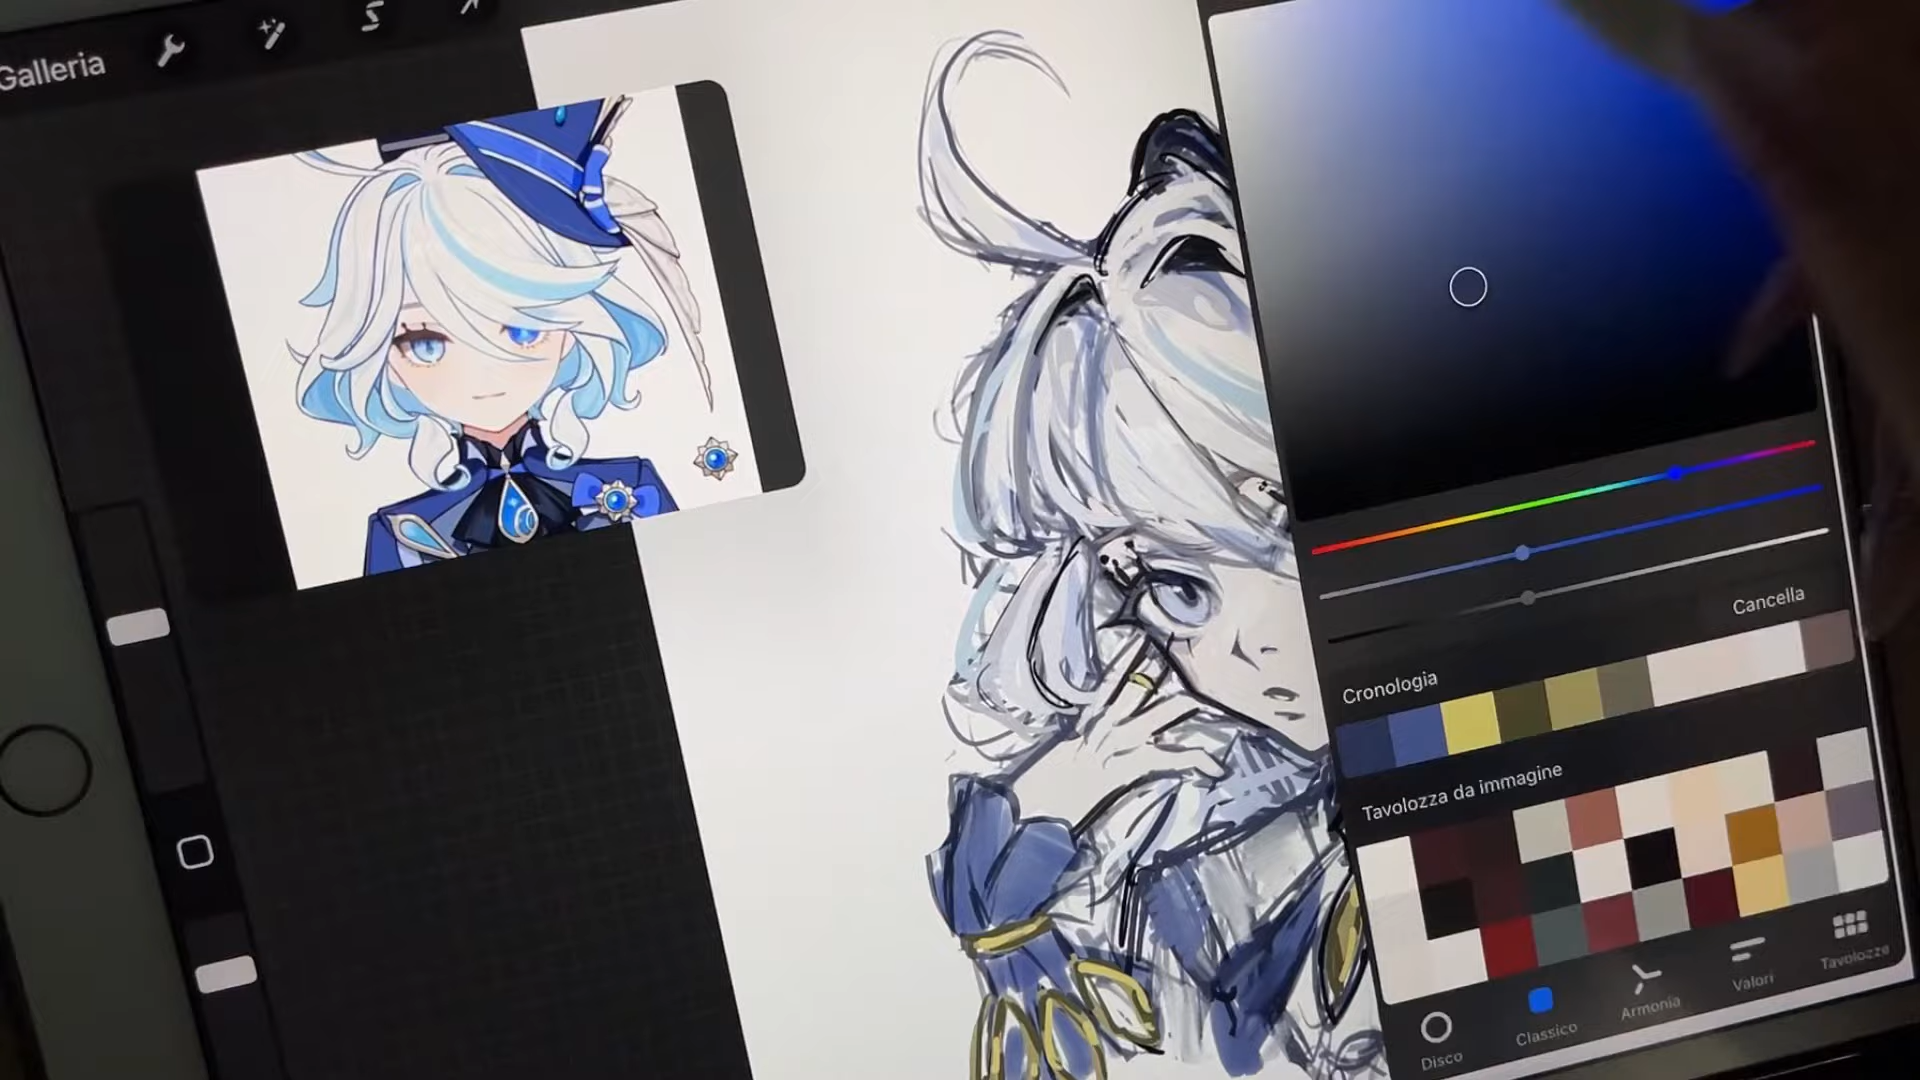 Galleria
Cancella
Cronologia
Tavolozza da immagine
Disco
Classico
Armonia
Valori
Tavolozze